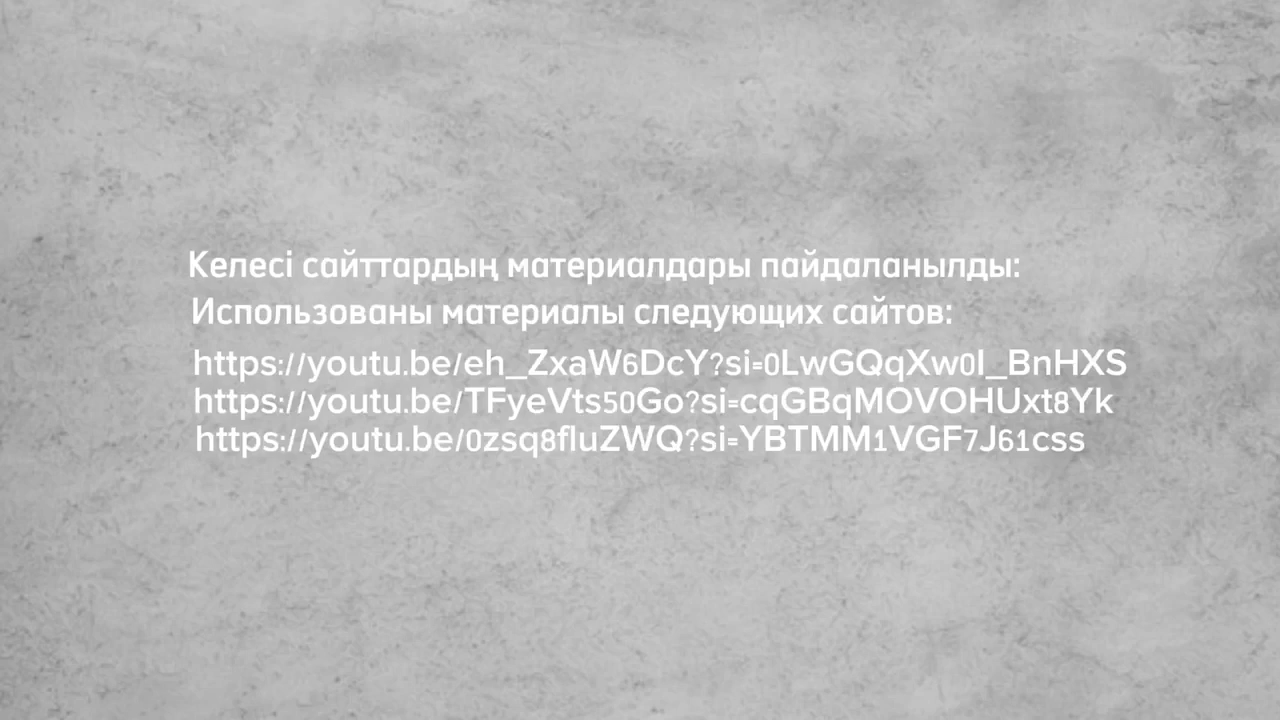 Келесі сайттардың материалдары пайдаланылды:
Использованы материалы следующих сайтов:
https://youtu.be/eh_ZxaW6DcY?si=0LwGQqXw0I_BnHXS
https://youtu.be/TFyeVts50Go?si=cqGBqMOVOHUxt8Yk
https://youtu.be/0zsq8fluZWQ?si=YBTMM1VGF7J61css